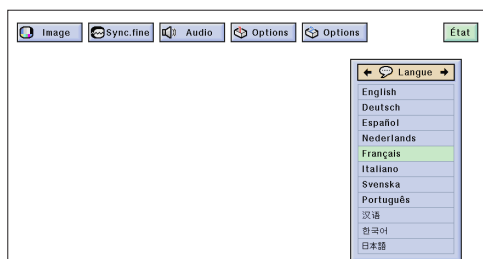 Image Sync.fine Audio Options Options État
Langue
English
Deutsch
Español
Nederlands
Français
Italiano
Svenska
Português
汉语
한국어
日本語